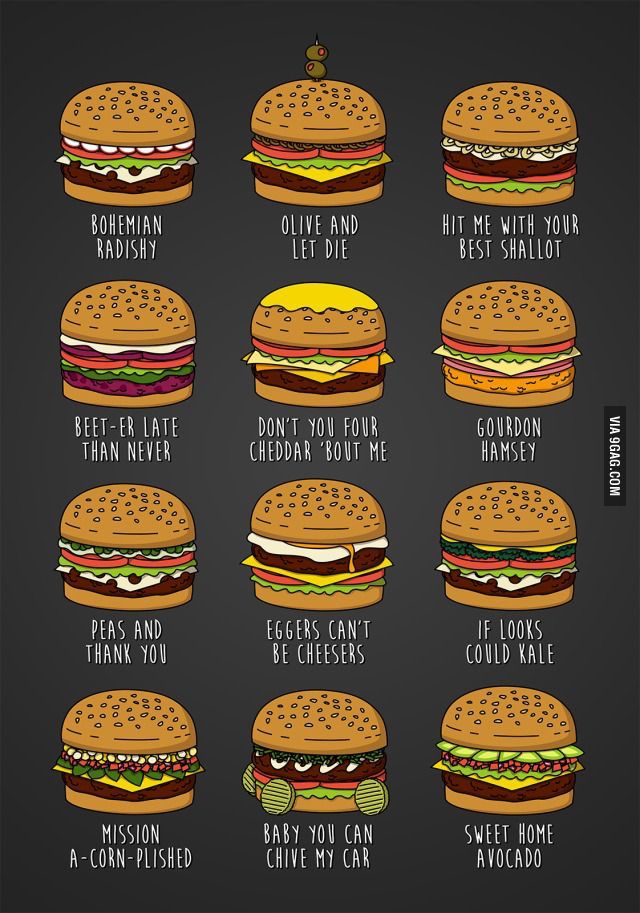 BOHEMIAN
RADISHY
OLIVE AND
LET DIE
HIT ME WITH YOUR
BEST SHALLOT
BEET-ER LATE
THAN NEVER
DON'T YOU FOUR
CHEDDAR 'BOUT ME
GOURDON
HAMSEY
PEAS AND
THANK YOU
EGGERS CAN'T
BE CHEESERS
IF LOOKS
COULD KALE
MISSION
A-CORN-PLISHED
BABY YOU CAN
CHIVE MY CAR
SWEET HOME
AVOCADO
VIA 9GAG.COM